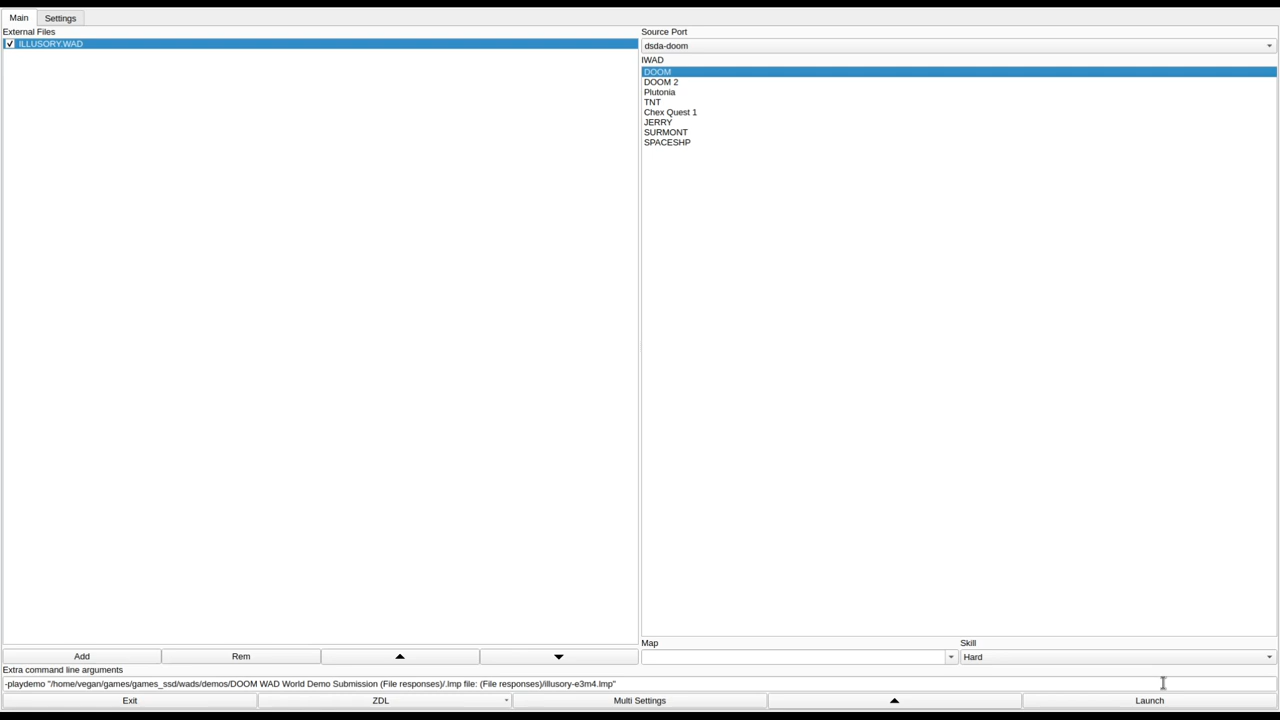 Main Settings
External Files
ILLUSORY.WAD
Source Port
dsda-doom
IWAD
DOOM
DOOM 2
Plutonia
TNT
Chex Quest 1
JERRY
SURMONT
SPACESHP
Map Skill
Hard
Add Rem
Extra command line arguments
-playdemo "/home/vegan/games/games_ssd/wads/demos/DOOM WAD World Demo Submission (File responses)/.lmp file: (File responses)/illusory-e3m4.lmp"
Exit ZDL Multi Settings Launch